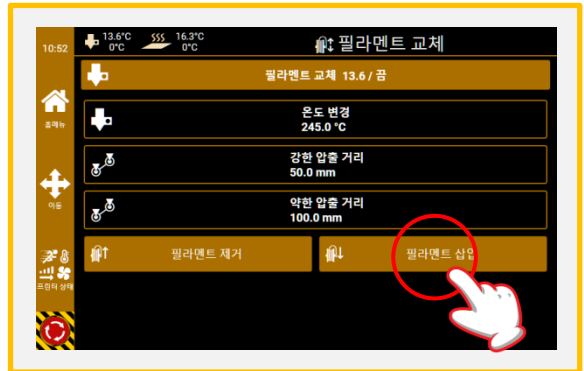 10:52
13.6°C
0°C
16.3°C
0°C
필라멘트 교체
홈메뉴
이동
프린터 상태
필라멘트 교체 13.6 / 끔
온도 변경
245.0 °C
강한 압출 거리
50.0 mm
약한 압출 거리
100.0 mm
필라멘트 제거
필라멘트 삽입